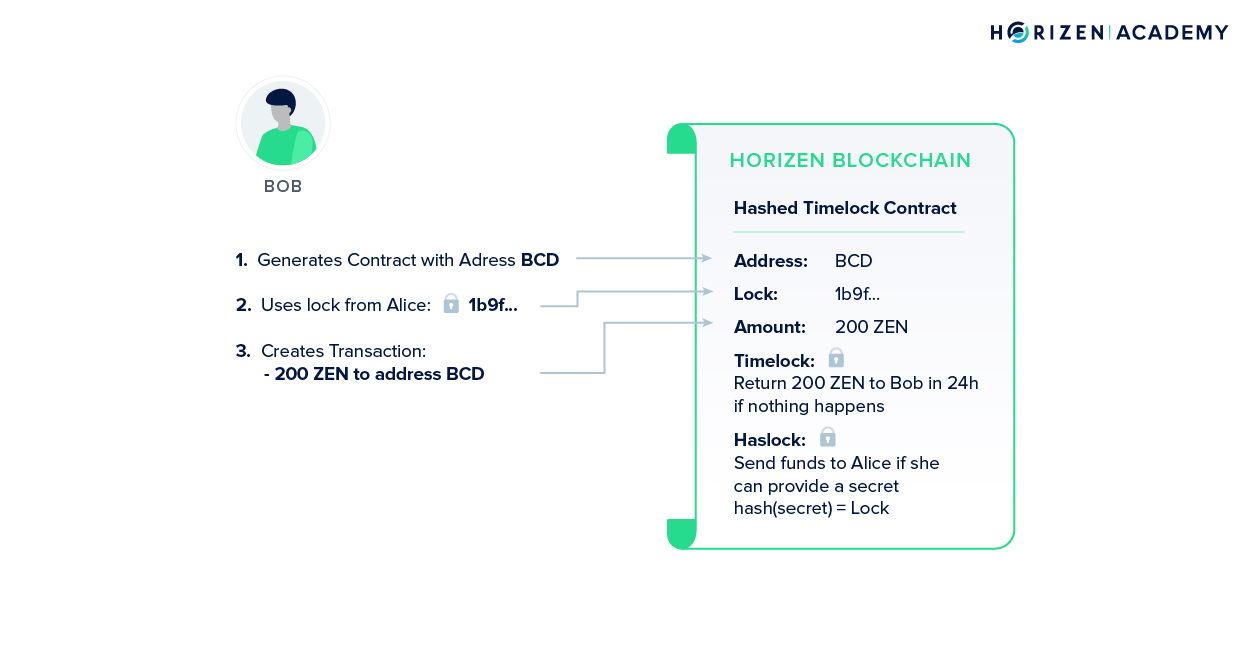 HORIZEN ACADEMY
BOB
1. Generates Contract with Adress BCD
2. Uses lock from Alice: 1b9f...
3. Creates Transaction:
- 200 ZEN to address BCD
HORIZEN BLOCKCHAIN
Hashed Timelock Contract
Address: BCD
Lock: 1b9f...
Amount: 200 ZEN
Timelock:
Return 200 ZEN to Bob in 24h
if nothing happens
Haslock:
Send funds to Alice if she
can provide a secret
hash(secret) = Lock